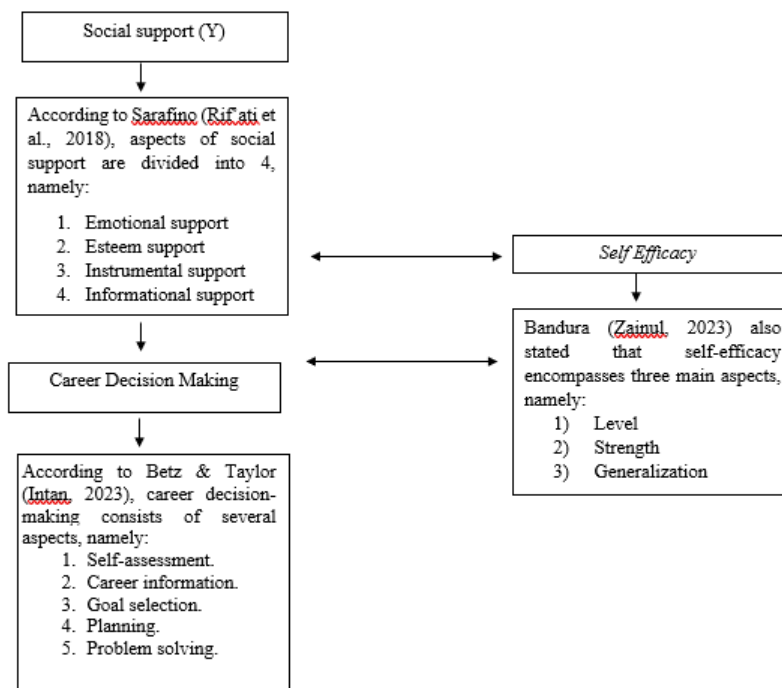 Social support (Y)
According to Sarafino (Rif'ati et
al., 2018), aspects of social
support are divided into 4,
namely:
1. Emotional support
2. Esteem support
3. Instrumental support
4. Informational support
Career Decision Making
According to Betz & Taylor
(Intan, 2023), career decision-
making consists of several
aspects, namely:
1. Self-assessment.
2. Career information.
3. Goal selection.
4. Planning.
5. Problem solving.
Self Efficacy
Bandura (Zainul, 2023) also
stated that self-efficacy
encompasses three main aspects,
namely:
1) Level
2) Strength
3) Generalization